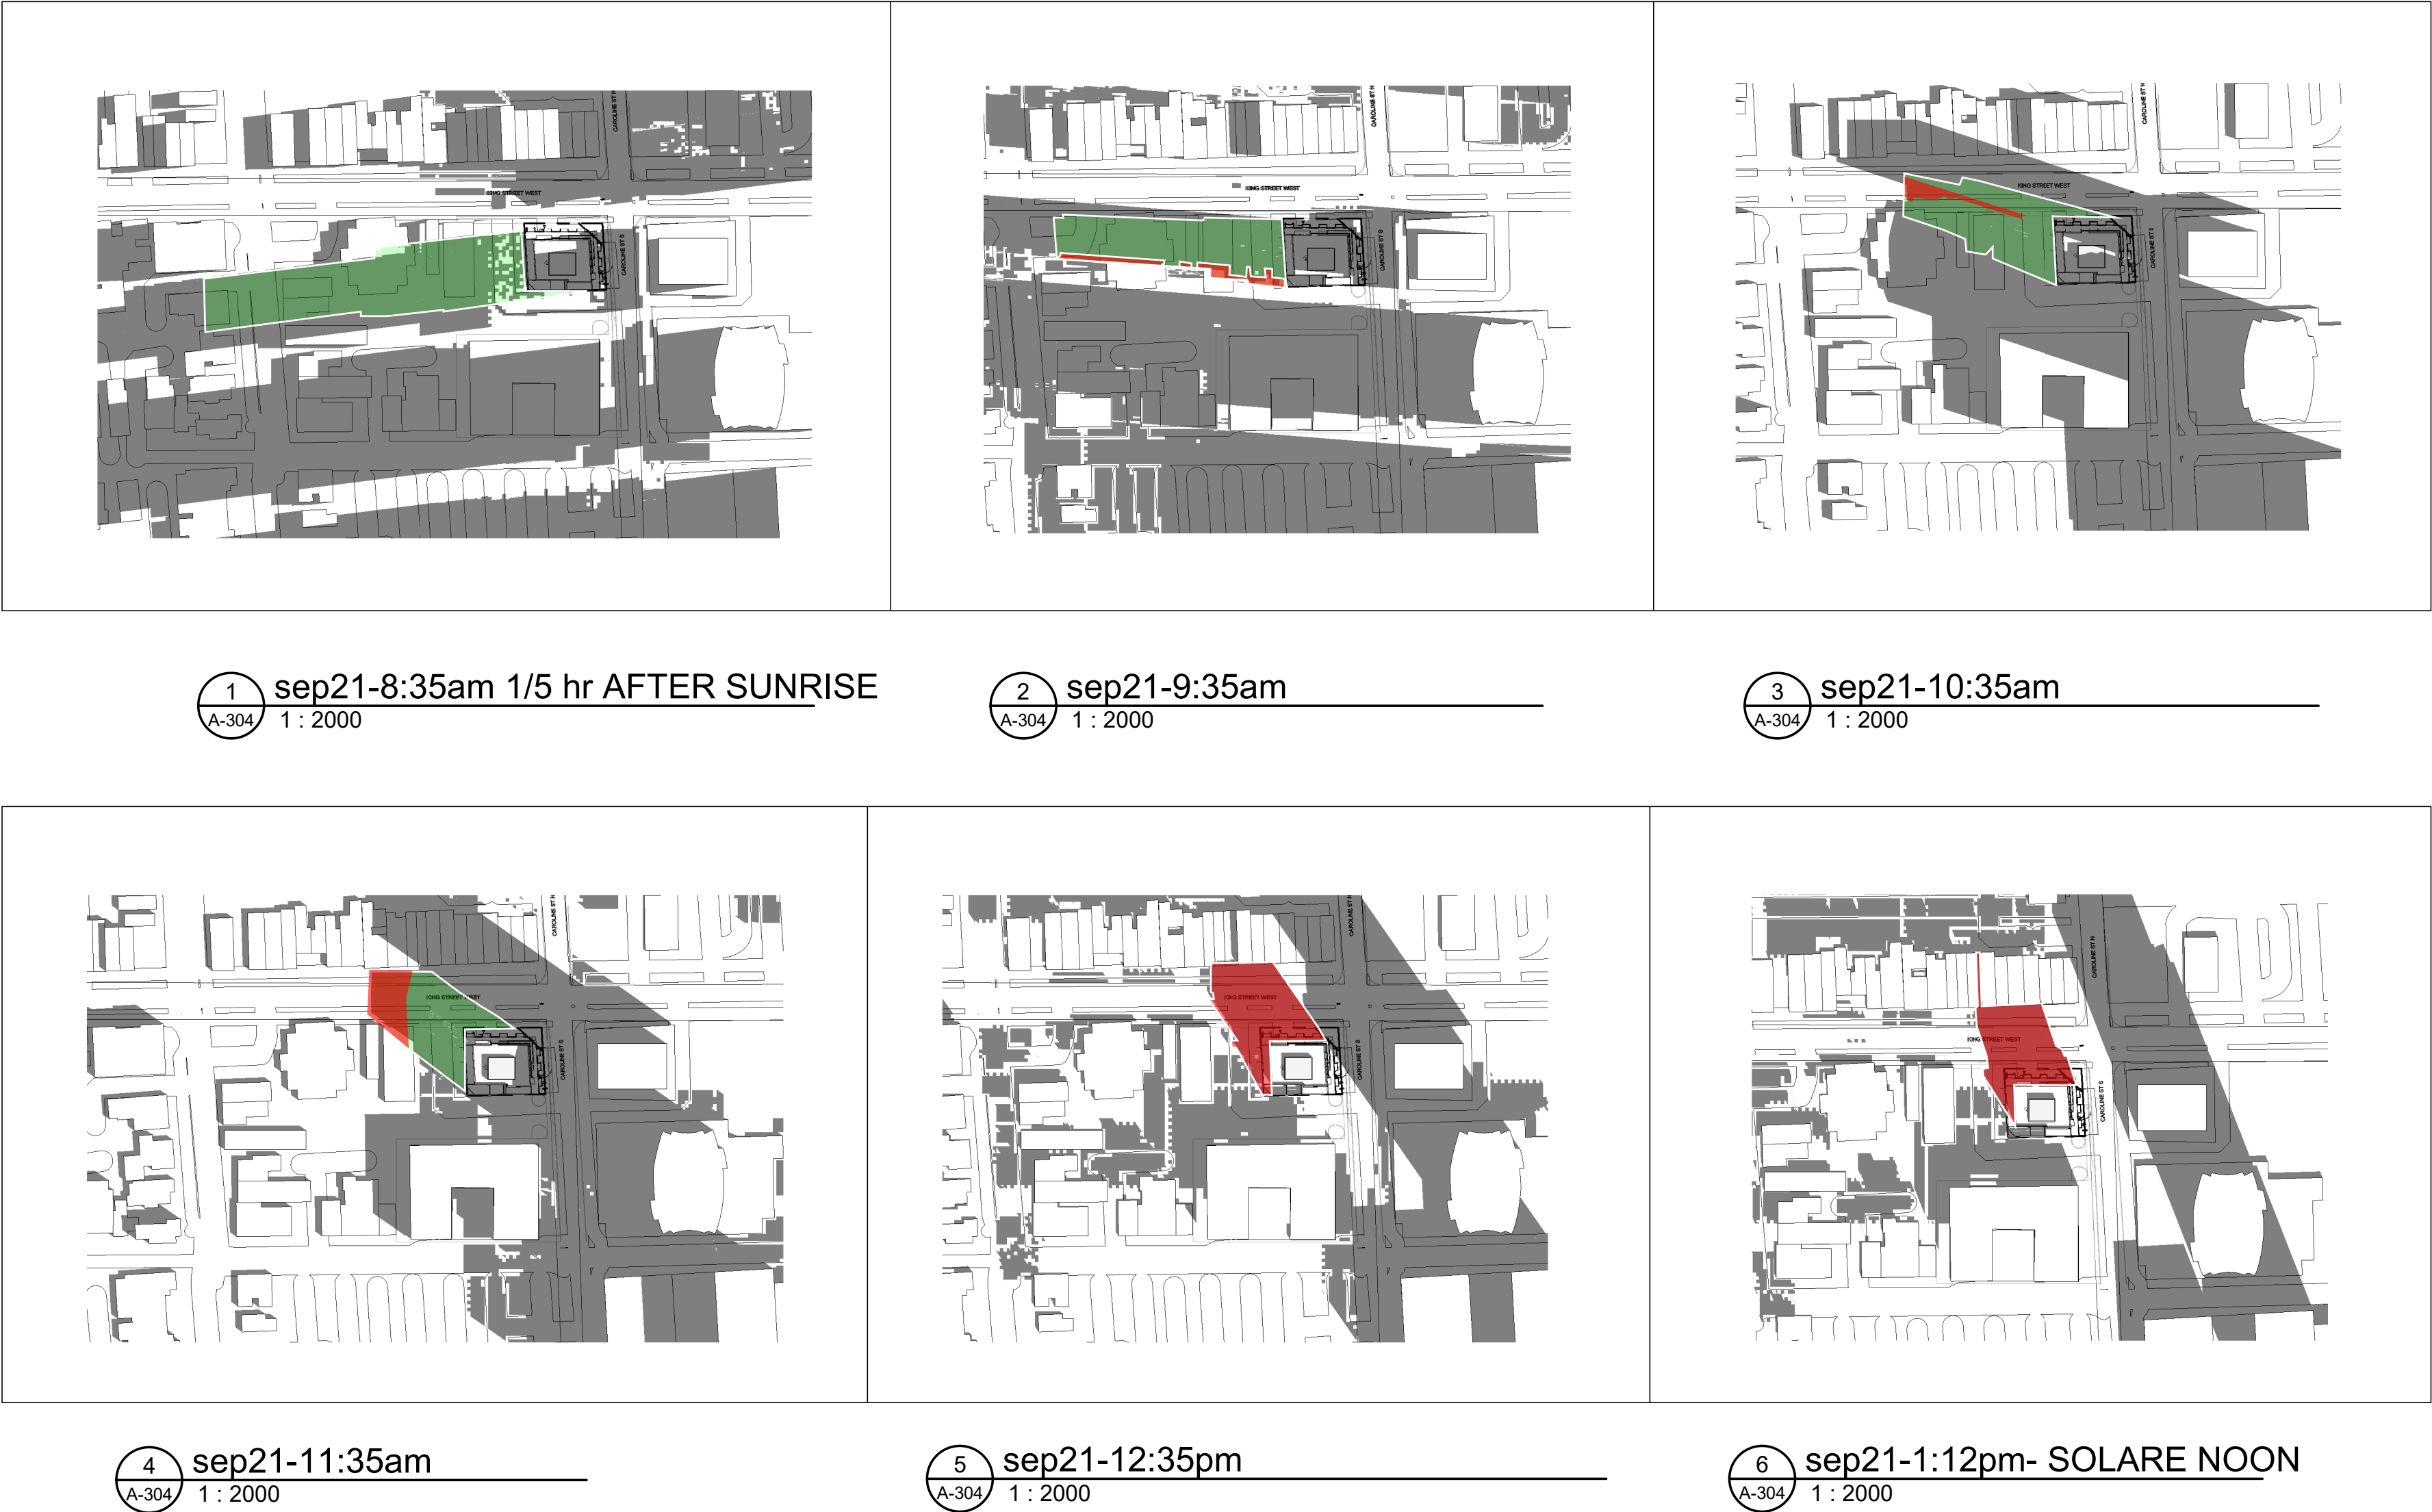 CAROLINE ST N
KING STREET WEST
CAROLINE ST S
CAROLINE ST N
KING STREET WEST
CAROLINE ST S
CAROLINE ST N
KING STREET WEST
CAROLINE ST S
1
A-304
sep21-8:35am 1/5 hr AFTER SUNRISE
1 : 2000
2
A-304
sep21-9:35am
1 : 2000
3
A-304
sep21-10:35am
1 : 2000
CAROLINE ST N
KING STREET WEST
CAROLINE ST S
CAROLINE ST N
KING STREET WEST
CAROLINE ST S
CAROLINE ST N
KING STREET WEST
CAROLINE ST S
4
A-304
sep21-11:35am
1 : 2000
5
A-304
sep21-12:35pm
1 : 2000
6
A-304
sep21-1:12pm- SOLARE NOON
1 : 2000